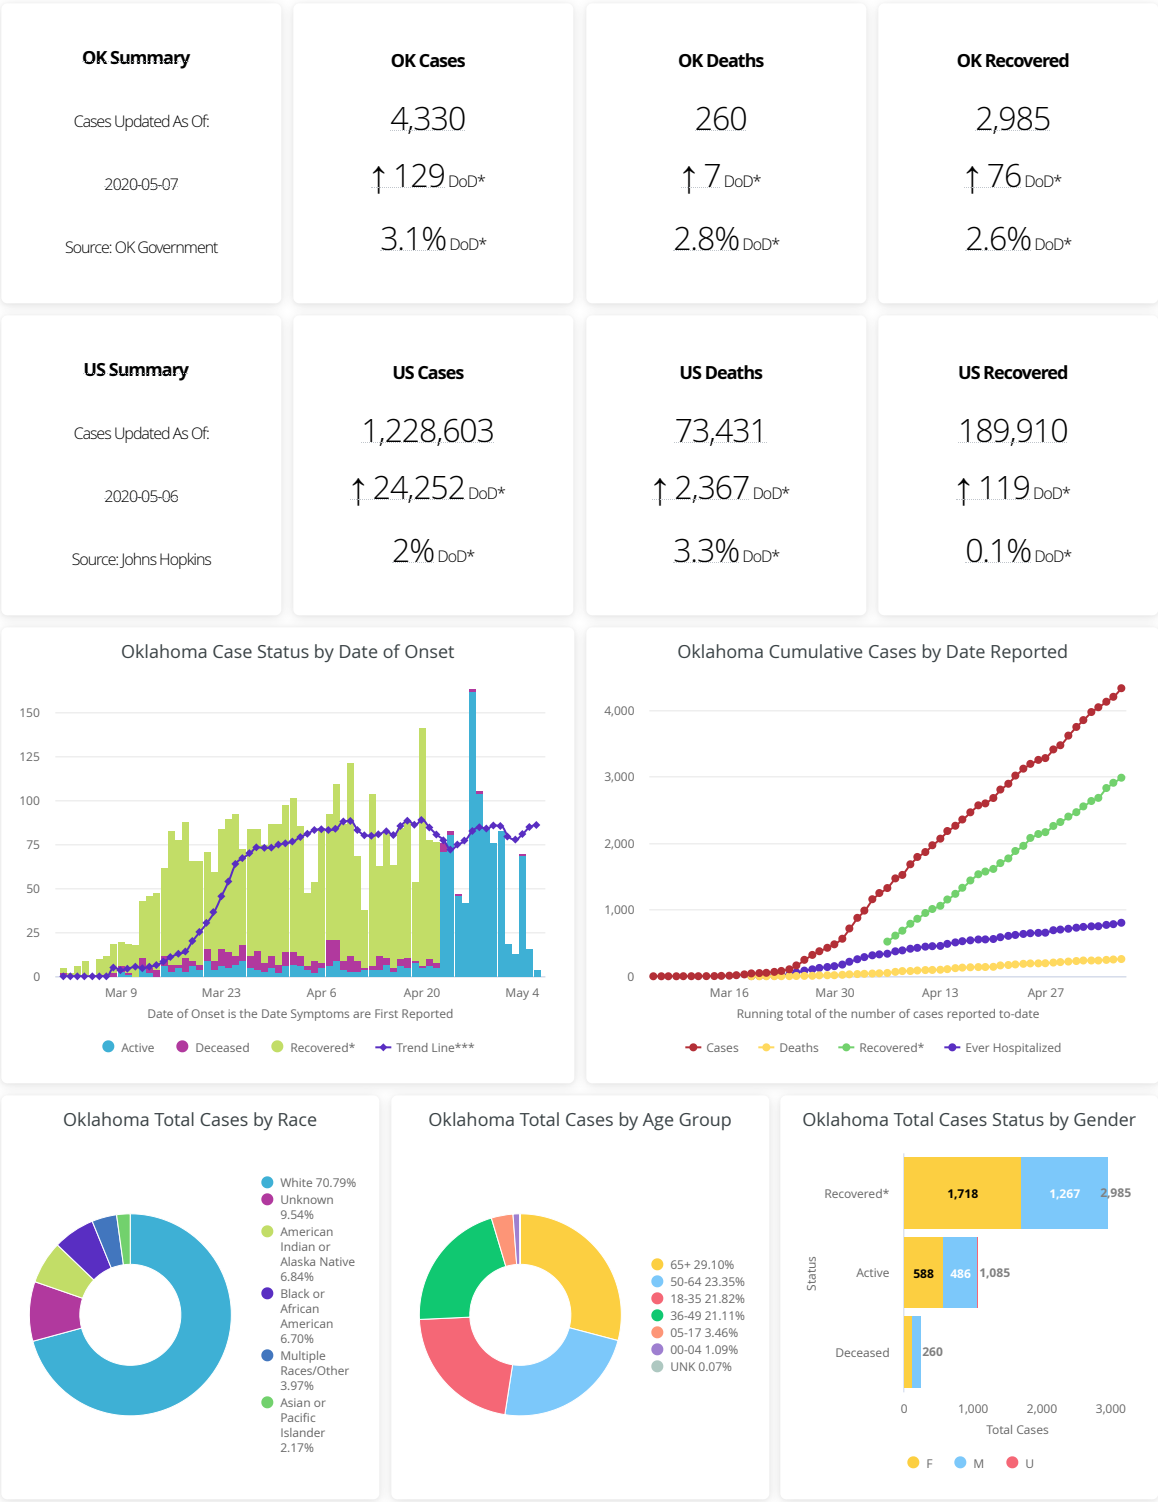 OK Summary
Cases Updated As Of:
2020-05-07
Source: OK Government
OK Cases
4,330
↑ 129 DoD*
3.1% DoD*
OK Deaths
260
↑ 7 DoD*
2.8% DoD*
OK Recovered
2,985
↑ 76 DoD*
2.6% DoD*
US Summary
Cases Updated As Of:
2020-05-06
Source: Johns Hopkins
US Cases
1,228,603
↑ 24,252 DoD*
2% DoD*
US Deaths
73,431
↑ 2,367 DoD*
3.3% DoD*
US Recovered
189,910
↑ 119 DoD*
0.1% DoD*
Oklahoma Case Status by Date of Onset
150
125
100
75
50
25
0
Mar 9 Mar 23 Apr 6 Apr 20 May 4
Date of Onset is the Date Symptoms are First Reported
Active Deceased Recovered* Trend Line***
Oklahoma Cumulative Cases by Date Reported
4,000
3,000
2,000
1,000
0
Mar 16 Mar 30 Apr 13 Apr 27
Running total of the number of cases reported to-date
Cases Deaths Recovered* Ever Hospitalized
Oklahoma Total Cases by Race
White 70.79%
Unknown
9.54%
American
Indian or
Alaska Native
6.84%
Black or
African
American
6.70%
Multiple
Races/Other
3.97%
Asian or
Pacific
Islander
2.17%
Oklahoma Total Cases by Age Group
65+ 29.10%
50-64 23.35%
18-35 21.82%
36-49 21.11%
05-17 3.46%
00-04 1.09%
UNK 0.07%
Oklahoma Total Cases Status by Gender
Status
Recovered* 1,718 1,267 2,985
Active 588 486 1,085
Deceased 260
0 1,000 2,000 3,000
Total Cases
F M U